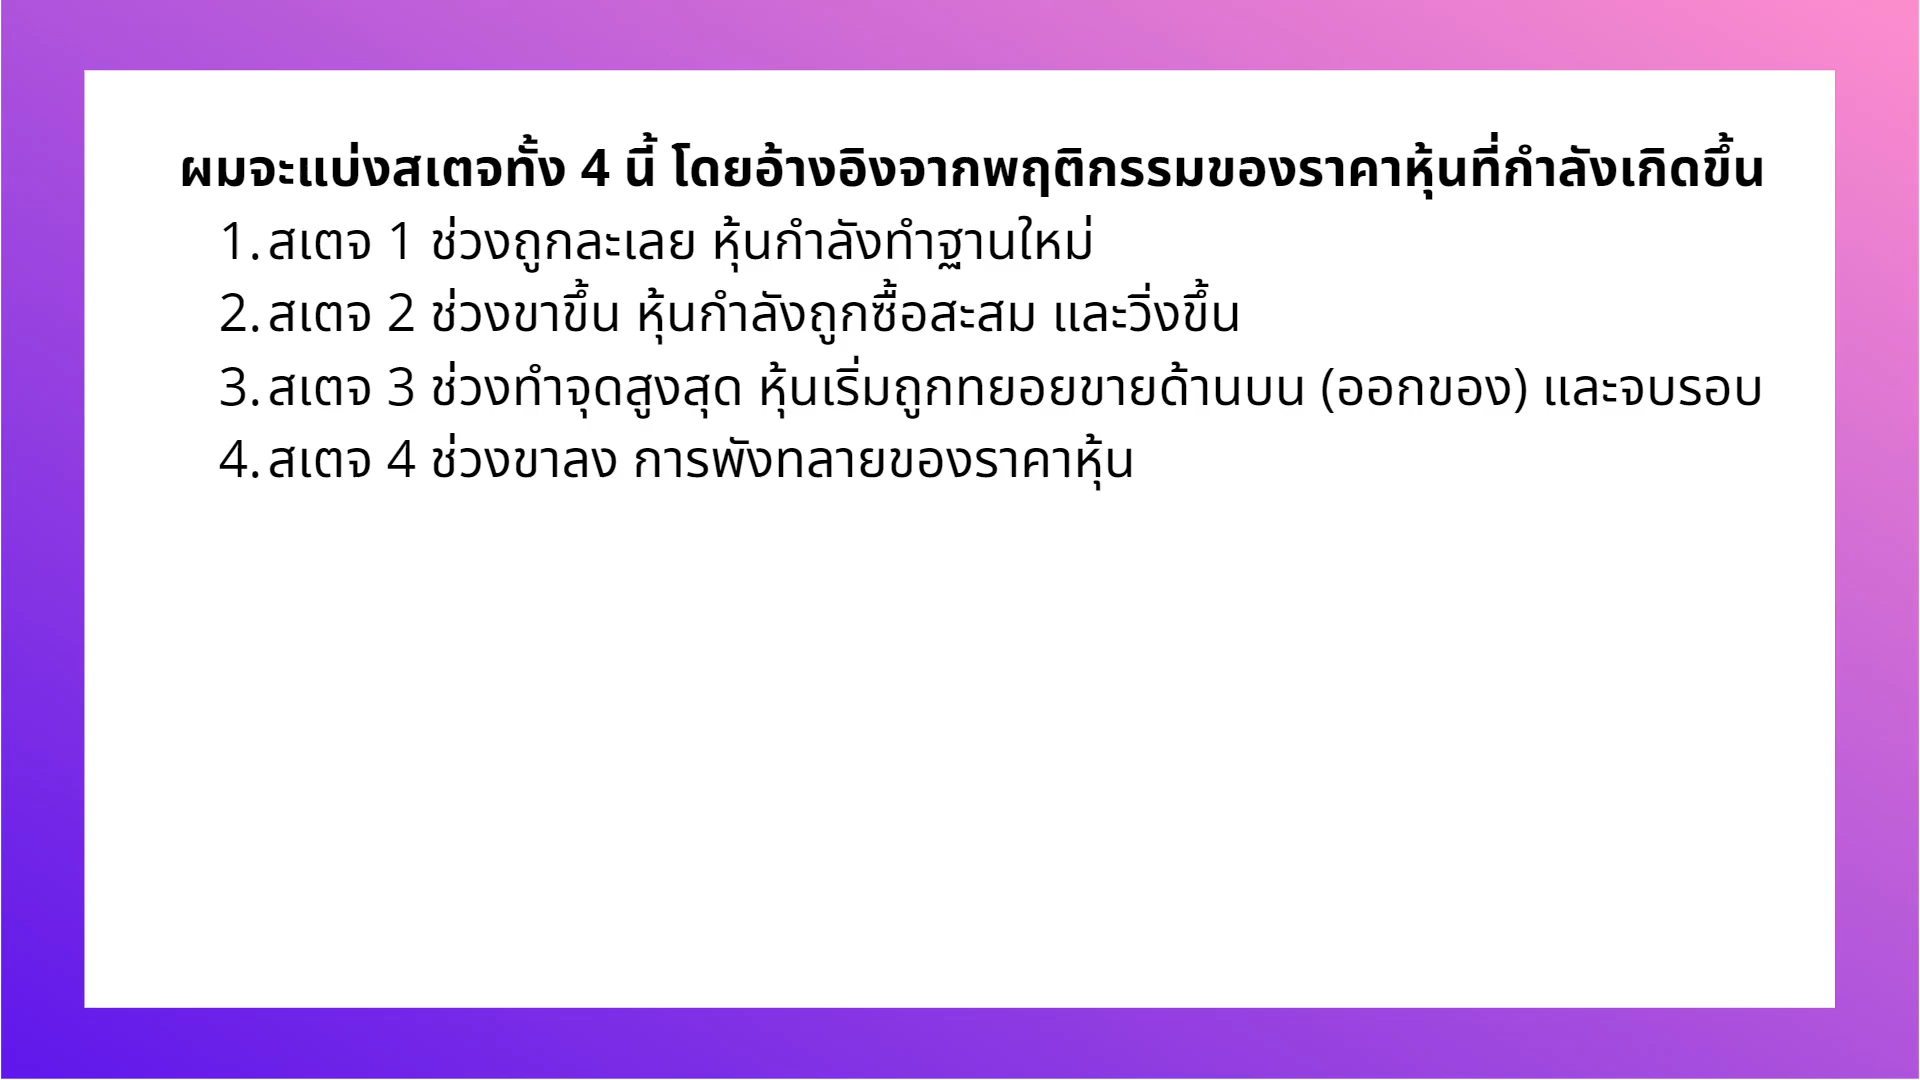 ผมจะแบ่งสเตจทั้ง 4 นี้ โดยอ้างอิงจากพฤติกรรมของราคาหุ้นที่กำลังเกิดขึ้น
1. สเตจ 1 ช่วงถูกละเลย หุ้นกำลังทำฐานใหม่
2. สเตจ 2 ช่วงขาขึ้น หุ้นกำลังถูกซื้อสะสม และวิ่งขึ้น
3. สเตจ 3 ช่วงทำจุดสูงสุด หุ้นเริ่มถูกทยอยขายด้านบน (ออกของ) และจบรอบ
4. สเตจ 4 ช่วงขาลง การพังทลายของราคาหุ้น